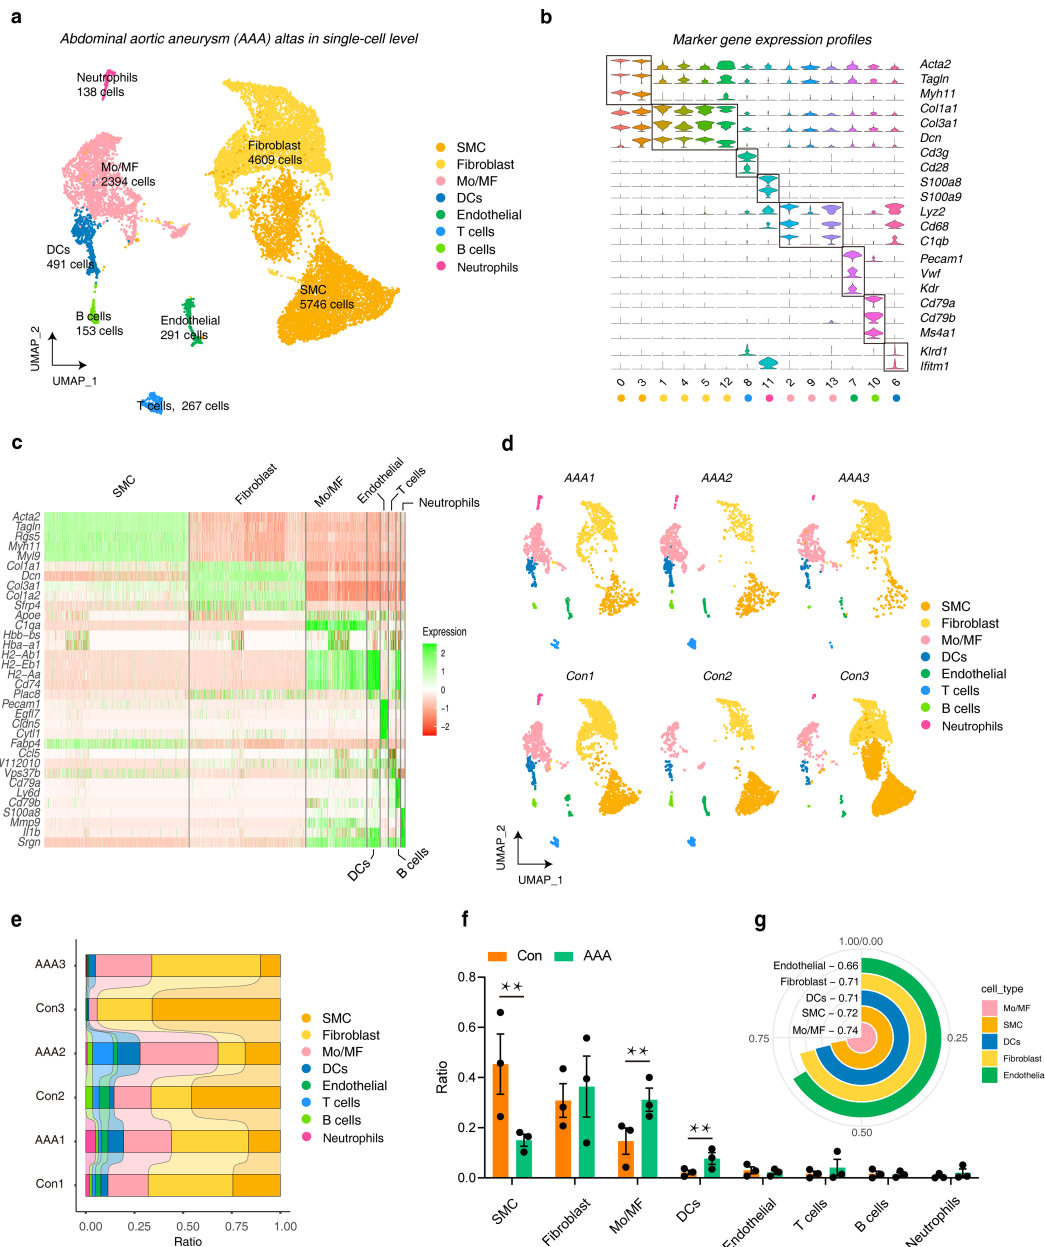 a
Abdominal aortic aneurysm (AAA) altas in single-cell level
Neutrophils
138 cells
Fibroblast
4609 cells
Mo/MF
2394 cells
DCs
491 cells
SMC
5746 cells
B cells
153 cells
Endothelial
291 cells
T cells, 267 cells
UMAP_2
UMAP_1
SMC
Fibroblast
Mo/MF
DCs
Endothelial
T cells
B cells
Neutrophils
b
Marker gene expression profiles
Acta2
Tagln
Myh11
Col1a1
Col3a1
Dcn
Cd3g
Cd28
S100a8
S100a9
Lyz2
Cd68
C1qb
Pecam1
Vwf
Kdr
Cd79a
Cd79b
Ms4a1
Klrd1
Ifitm1
0 3 1 4 5 12 8 11 2 9 13 7 10 6
c
SMC
Fibroblast
Mo/MF
Endothelial
T cells
Neutrophils
Acta2
Tagln
Rgs5
Myh11
Myl9
Col1a1
Dcn
Col3a1
Col1a2
Sfrp4
Apoe
C1qa
Hbb-bs
Hba-a1
H2-Ab1
H2-Eb1
H2-Aa
Cd74
Plac8
Pecam1
Egfl7
Cldn5
Cytl1
Fabp4
Ccl5
W112010
Vps37b
Cd79a
Ly6d
Cd79b
S100a8
Mmp9
Il1b
Srgn
DCs
B cells
Expression
2
1
0
-1
-2
d
AAA1
AAA2
AAA3
Con1
Con2
Con3
UMAP_2
UMAP_1
SMC
Fibroblast
Mo/MF
DCs
Endothelial
T cells
B cells
Neutrophils
e
AAA3
Con3
AAA2
Con2
AAA1
Con1
0.00 0.25 0.50 0.75 1.00
Ratio
SMC
Fibroblast
Mo/MF
DCs
Endothelial
T cells
B cells
Neutrophils
f
Con AAA
Ratio
0.8
0.6
0.4
0.2
0.0
**
**
**
SMC
Fibroblast
Mo/MF
DCs
Endothelial
T cells
B cells
Neutrophils
g
1.00/0.00
Endothelial - 0.66
Fibroblast - 0.71
DCs - 0.71
SMC - 0.72
Mo/MF - 0.74
0.75
0.25
0.50
cell_type
Mo/MF
SMC
DCs
Fibroblast
Endothelia